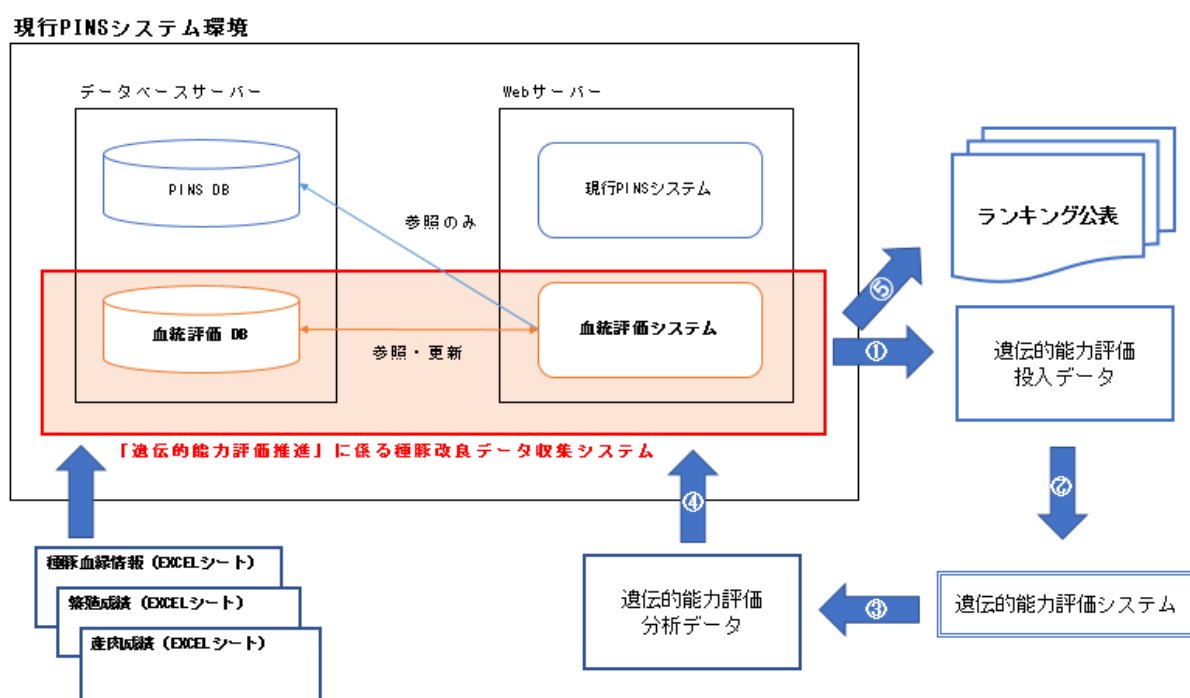 現行PINSシステム環境
データベースサーバー
Webサーバー
PINS DB
現行PINSシステム
参照のみ
ランキング公表
⑤
血統評価 DB
血統評価システム
参照・更新
①
遺伝的能力評価
投入データ
「遺伝的能力評価推進」に係る種豚改良データ収集システム
④
②
種豚血縁情報 (EXCELシート)
繁殖成績 (EXCELシート)
産肉成績 (EXCELシート)
遺伝的能力評価
分析データ
③
遺伝的能力評価システム